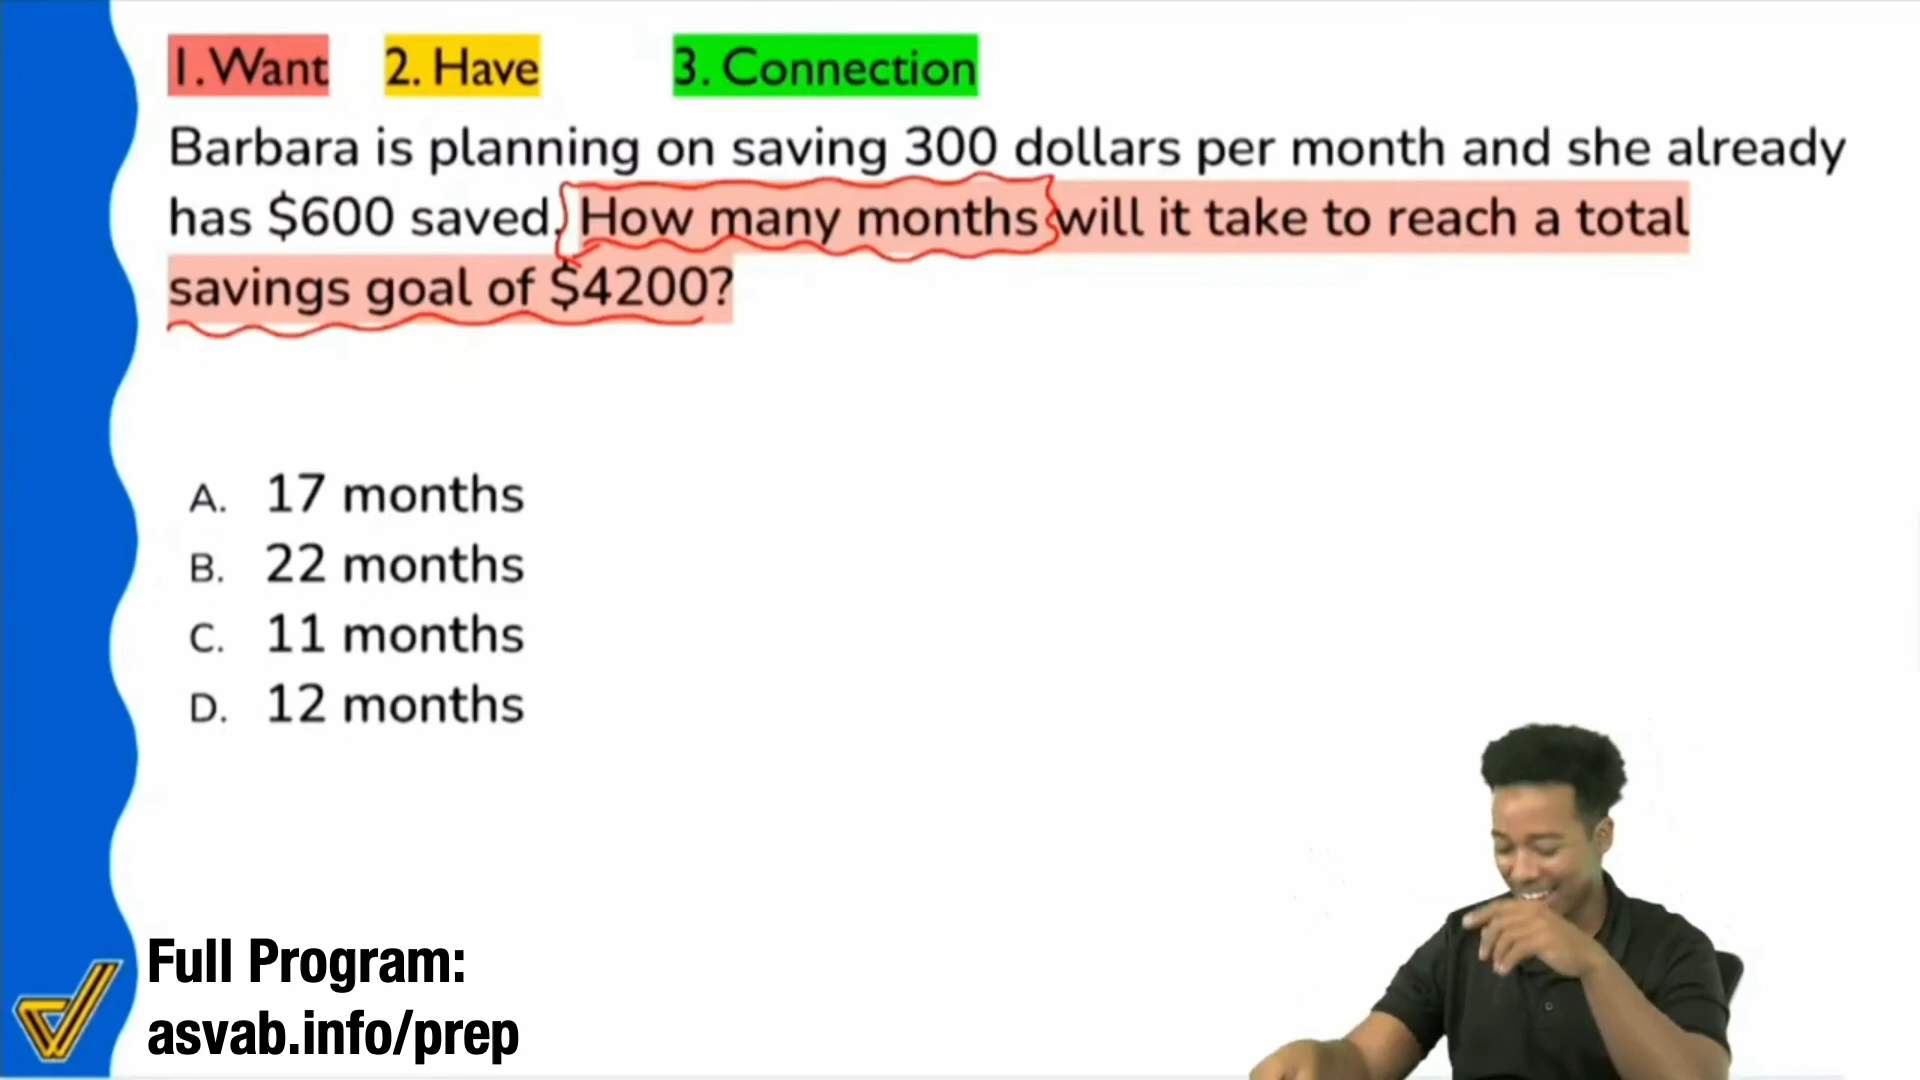 1. Want 2. Have 3. Connection
Barbara is planning on saving 300 dollars per month and she already
has $600 saved. How many months will it take to reach a total
savings goal of $4200?
A. 17 months
B. 22 months
C. 11 months
D. 12 months
Full Program:
asvab.info/prep